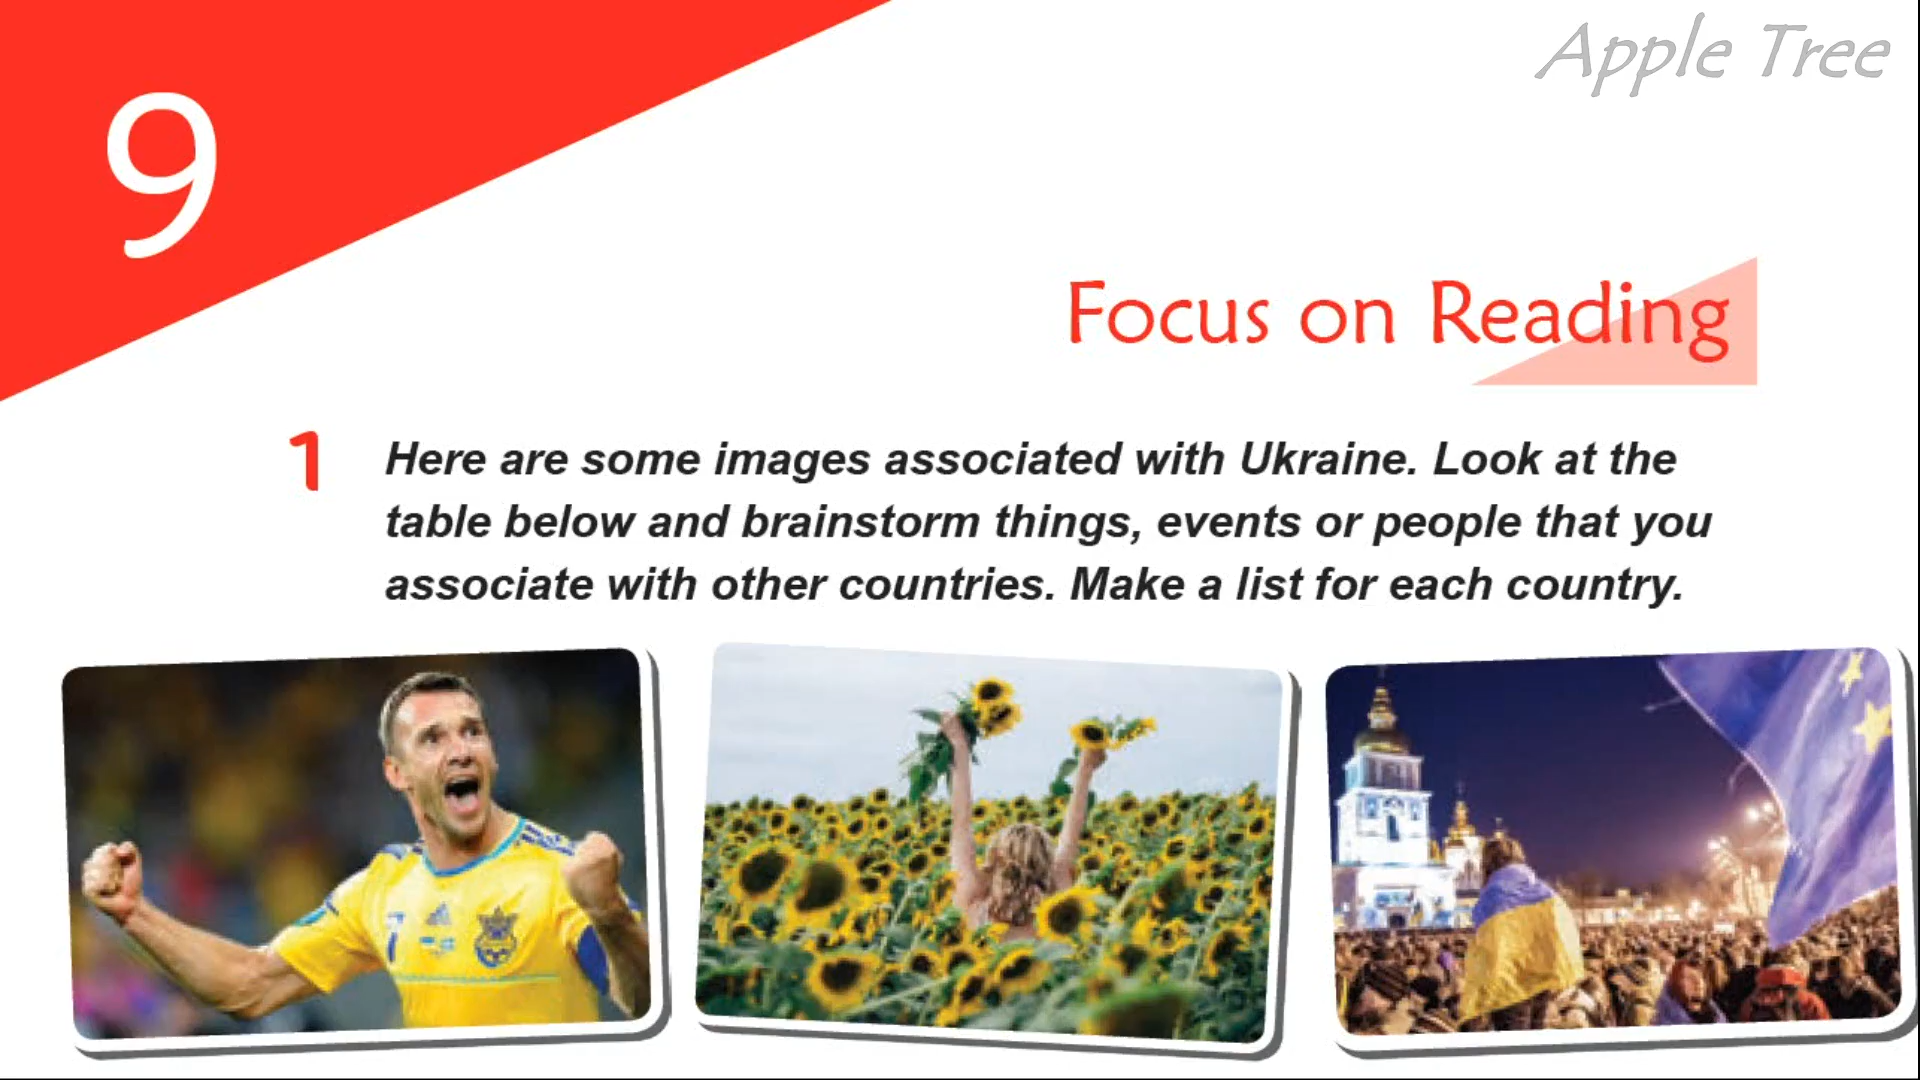 Apple Tree
9
Focus on Reading
1
Here are some images associated with Ukraine. Look at the
table below and brainstorm things, events or people that you
associate with other countries. Make a list for each country.
7